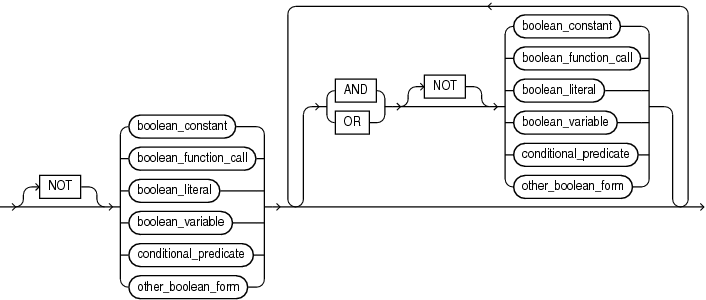 NOT
boolean_constant
boolean_function_call
boolean_literal
boolean_variable
conditional_predicate
other_boolean_form
AND
OR
NOT
boolean_constant
boolean_function_call
boolean_literal
boolean_variable
conditional_predicate
other_boolean_form